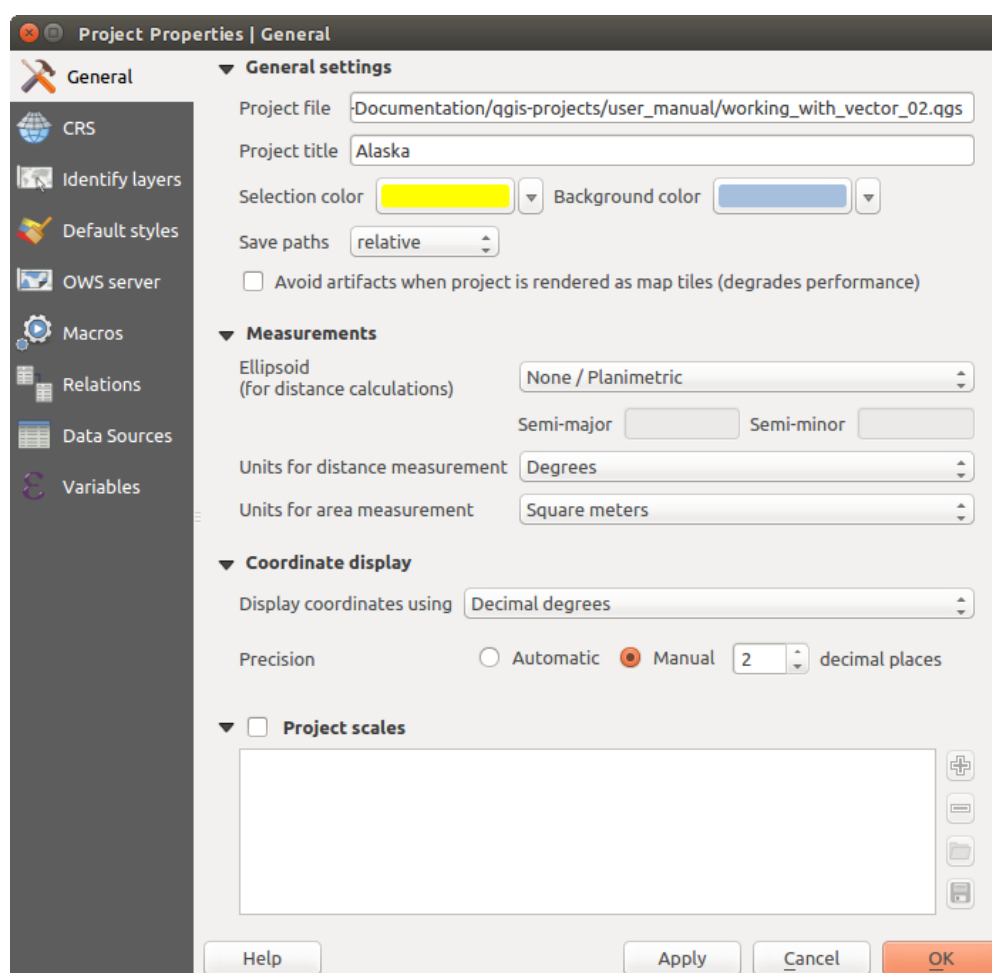 Project Properties | General
General
CRS
Identify layers
Default styles
OWS server
Macros
Relations
Data Sources
Variables
General settings
Project file -Documentation/qgis-projects/user_manual/working_with_vector_02.qgs
Project title Alaska
Selection color Background color
Save paths relative
Avoid artifacts when project is rendered as map tiles (degrades performance)
Measurements
Ellipsoid
(for distance calculations) None / Planimetric
Semi-major Semi-minor
Units for distance measurement Degrees
Units for area measurement Square meters
Coordinate display
Display coordinates using Decimal degrees
Precision Automatic Manual 2 decimal places
Project scales
Help Apply Cancel OK